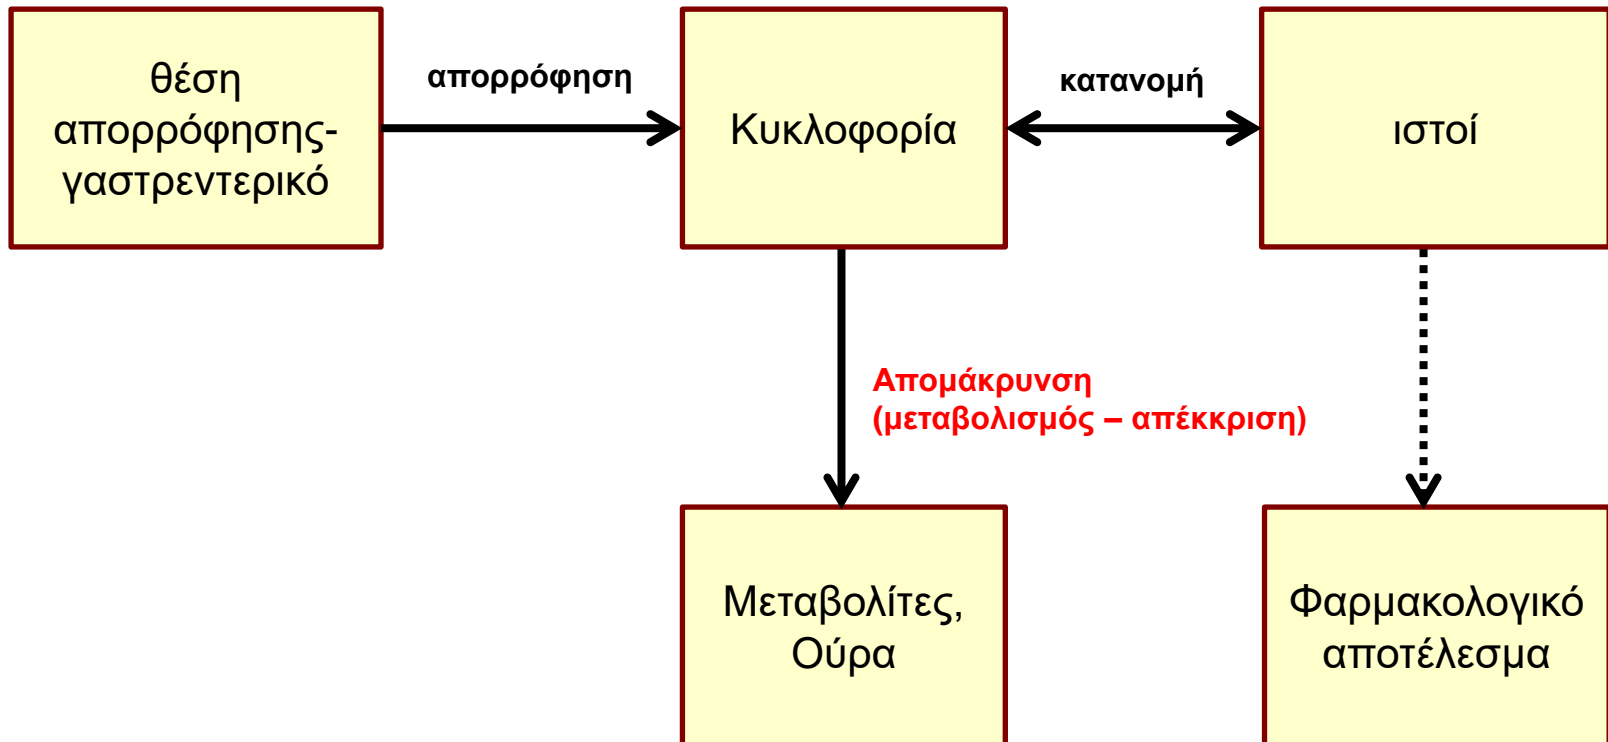 θέση
απορρόφησης-
γαστρεντερικό
απορρόφηση
Κυκλοφορία
κατανομή
ιστοί
Απομάκρυνση
(μεταβολισμός – απέκκριση)
Μεταβολίτες,
Ούρα
Φαρμακολογικό
αποτέλεσμα